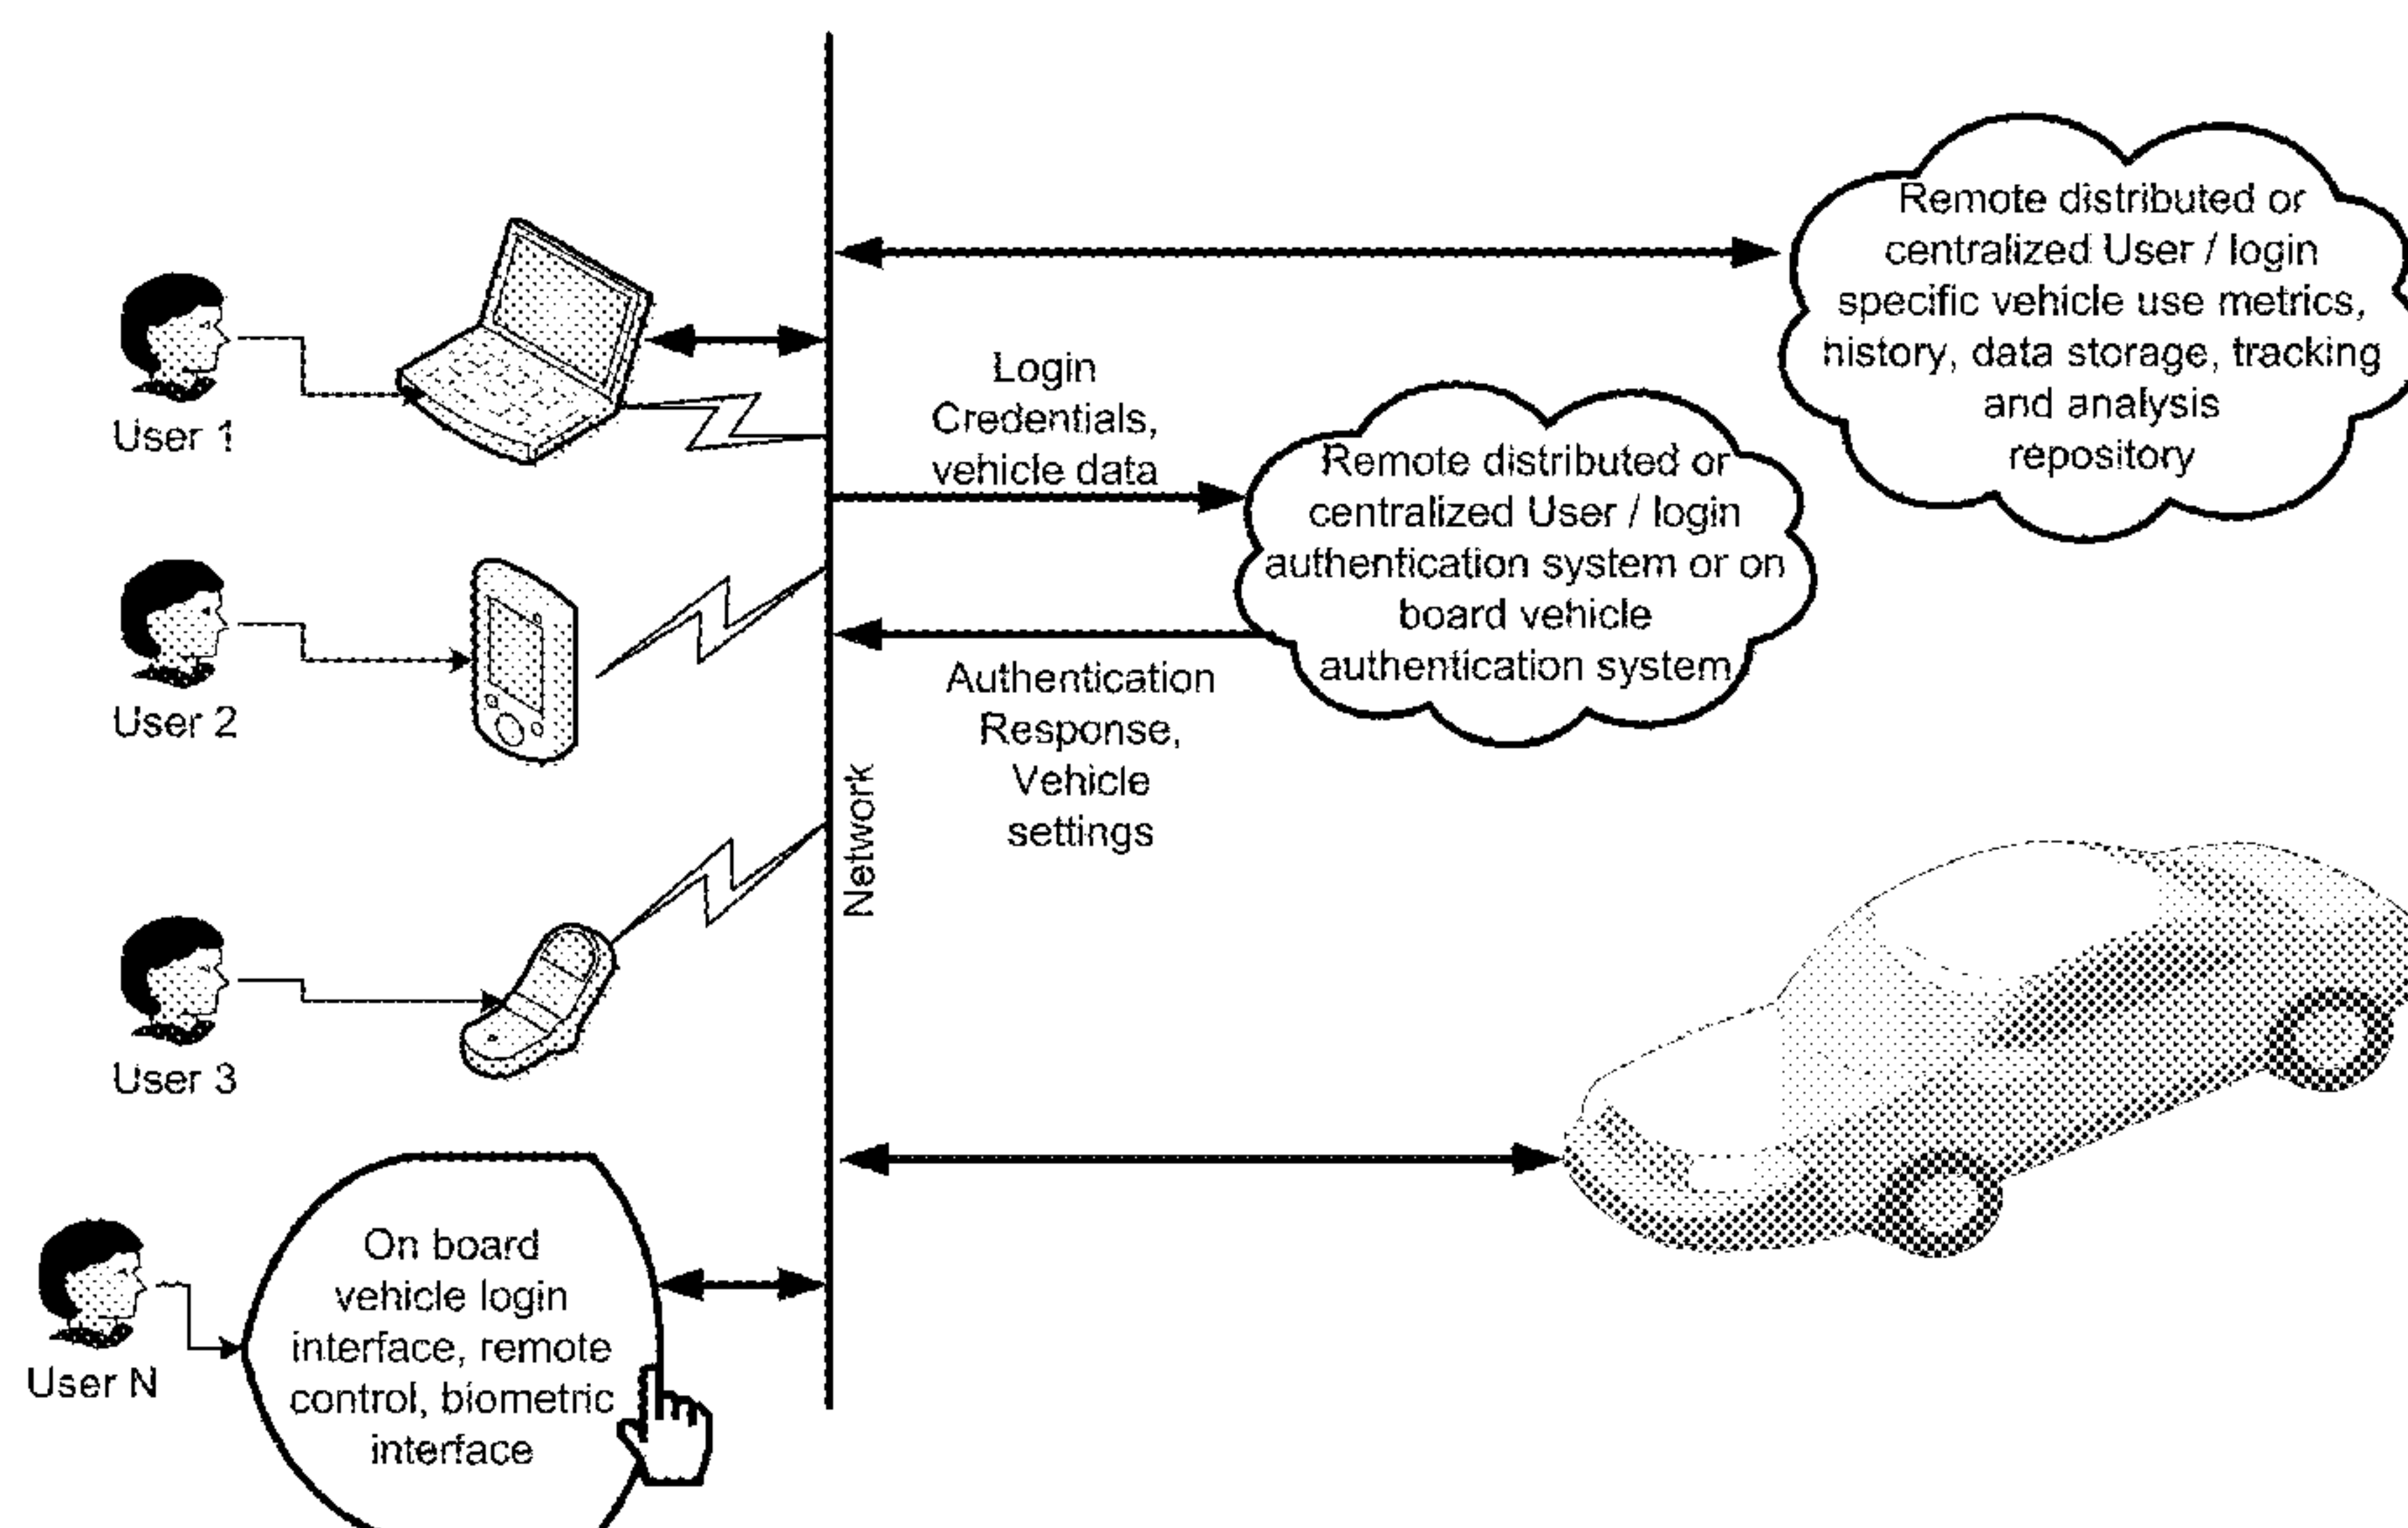 Remote distributed or
centralized User / login
specific vehicle use metrics,
history, data storage, tracking
and analysis
repository
User 1
Login
Credentials,
vehicle data
Remote distributed or
centralized User / login
authentication system or on
board vehicle
authentication system
User 2
Authentication
Response,
Vehicle
settings
Network
User 3
On board
vehicle login
interface, remote
control, biometric
interface
User N